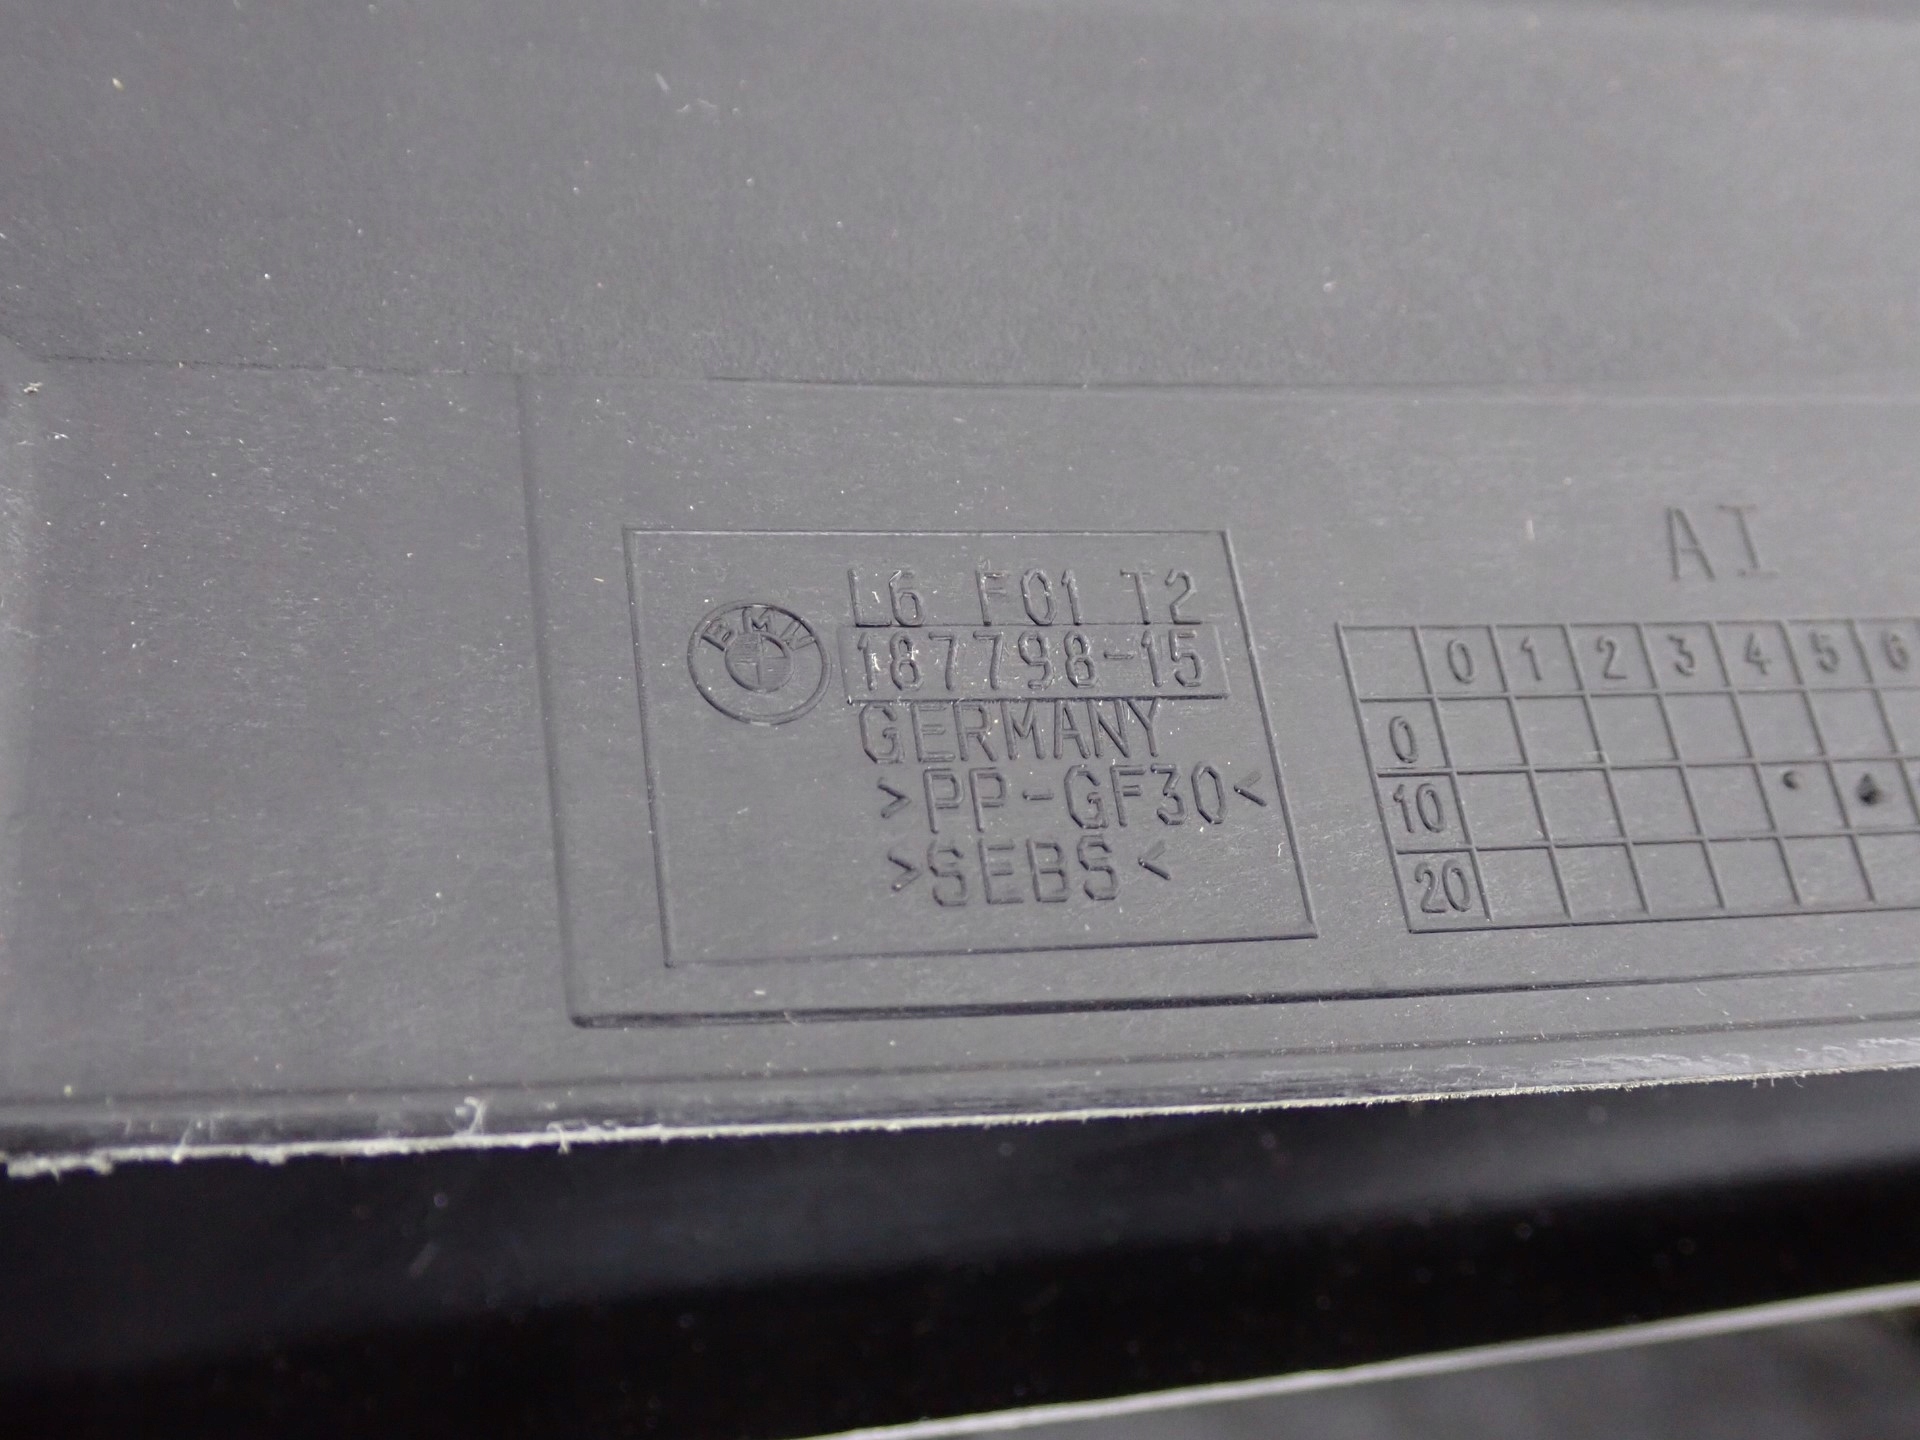 BMW
L6 F01 T2
187798-15
GERMANY
>PP-GF30<
>SEBS<
AI
0 1 2 3 4 5 6
0
10
20